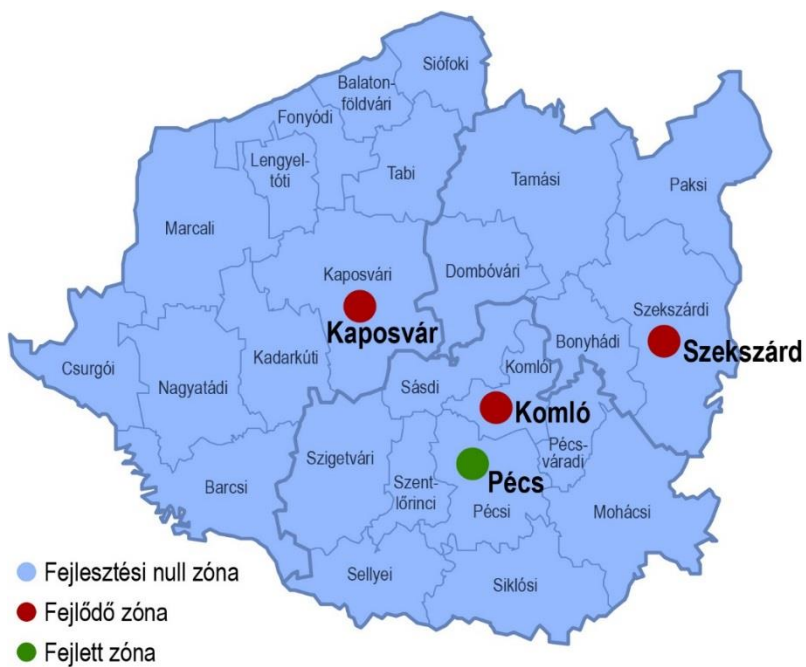 Siófoki
Balaton-
földvári
Fonyódi
Lengyel-
tóti
Tabi
Tamási
Paksi
Marcali
Kaposvári
Dombóvári
Kaposvár
Szekszárdi
Szekszárd
Bonyhádi
Csurgói
Nagyatádi
Kadarkúti
Sásdi
Komlói
Komló
Pécs-
váradi
Szigetvári
Szent-
lőrinci
Pécs
Pécsi
Barcsi
Mohácsi
Sellyei
Siklósi
Fejlesztési null zóna
Fejlődő zóna
Fejlett zóna